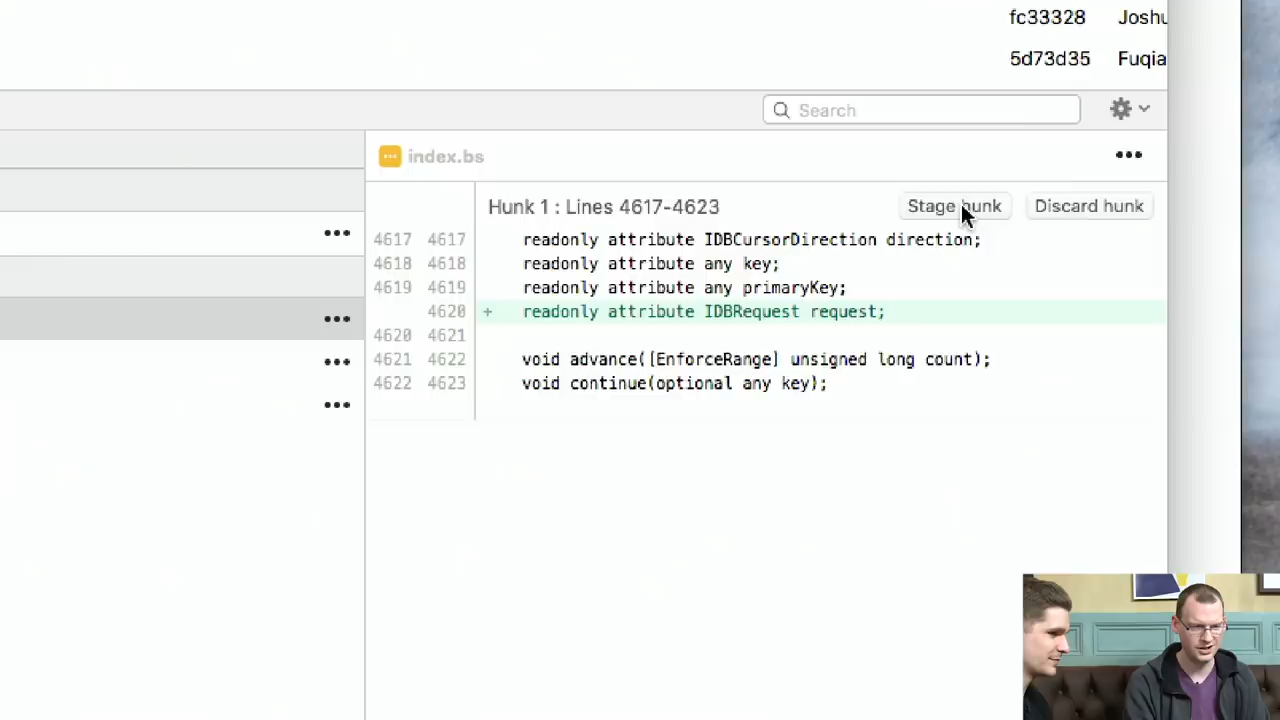 fc33328 Joshu
5d73d35 Fuqia
Search
index.bs
Hunk 1 : Lines 4617-4623 Stage hunk Discard hunk
4617 4617 readonly attribute IDBCursorDirection direction;
4618 4618 readonly attribute any key;
4619 4619 readonly attribute any primaryKey;
4620 + readonly attribute IDBRequest request;
4620 4621
4621 4622 void advance([EnforceRange] unsigned long count);
4622 4623 void continue(optional any key);